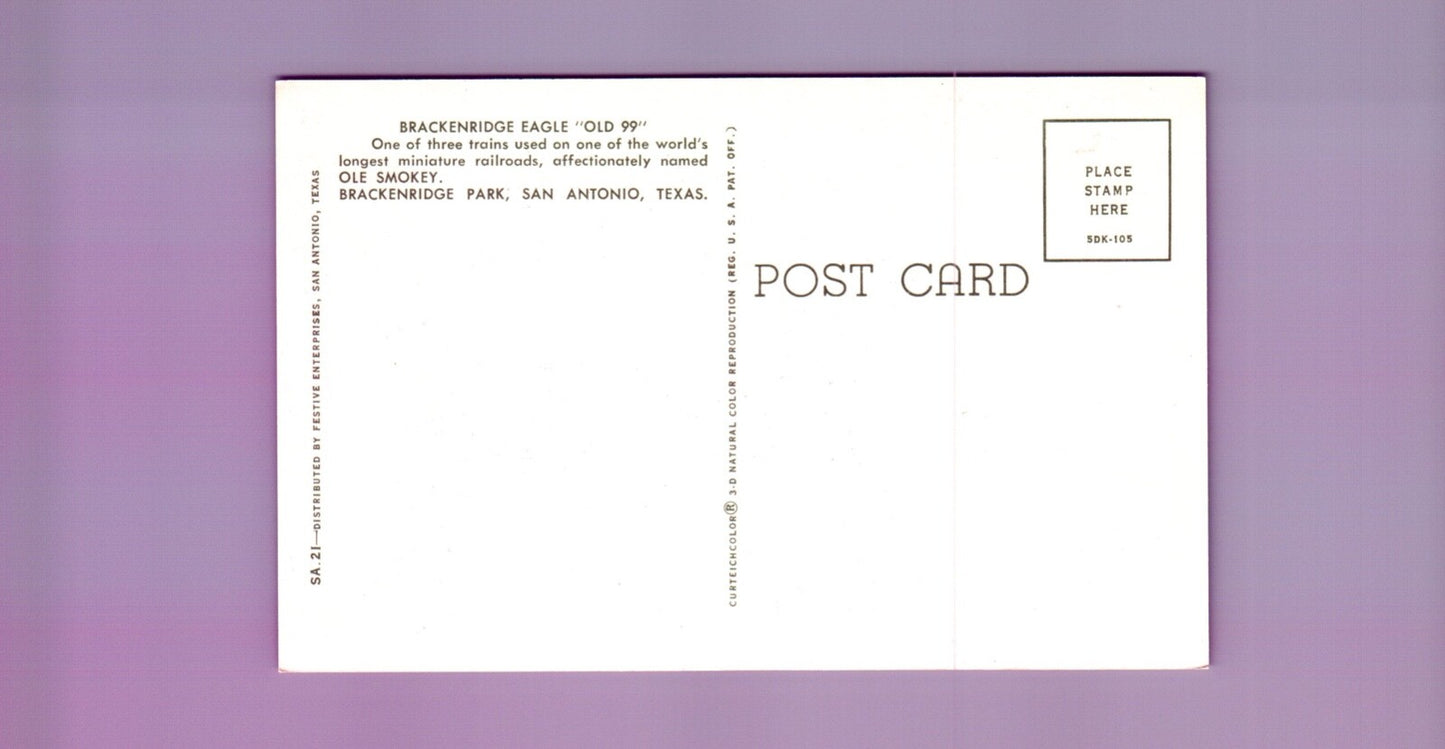 BRACKENRIDGE EAGLE "OLD 99"
One of three trains used on one of the world's
longest miniature railroads, affectionately named
OLE SMOKEY.
BRACKENRIDGE PARK, SAN ANTONIO, TEXAS.
SA.21—DISTRIBUTED BY FESTIVE ENTERPRISES, SAN ANTONIO, TEXAS
CURTEICHCOLOR® 3-D NATURAL COLOR REPRODUCTION (REG. U. S. A. PAT. OFF.)
POST CARD
PLACE
STAMP
HERE
5DK-105